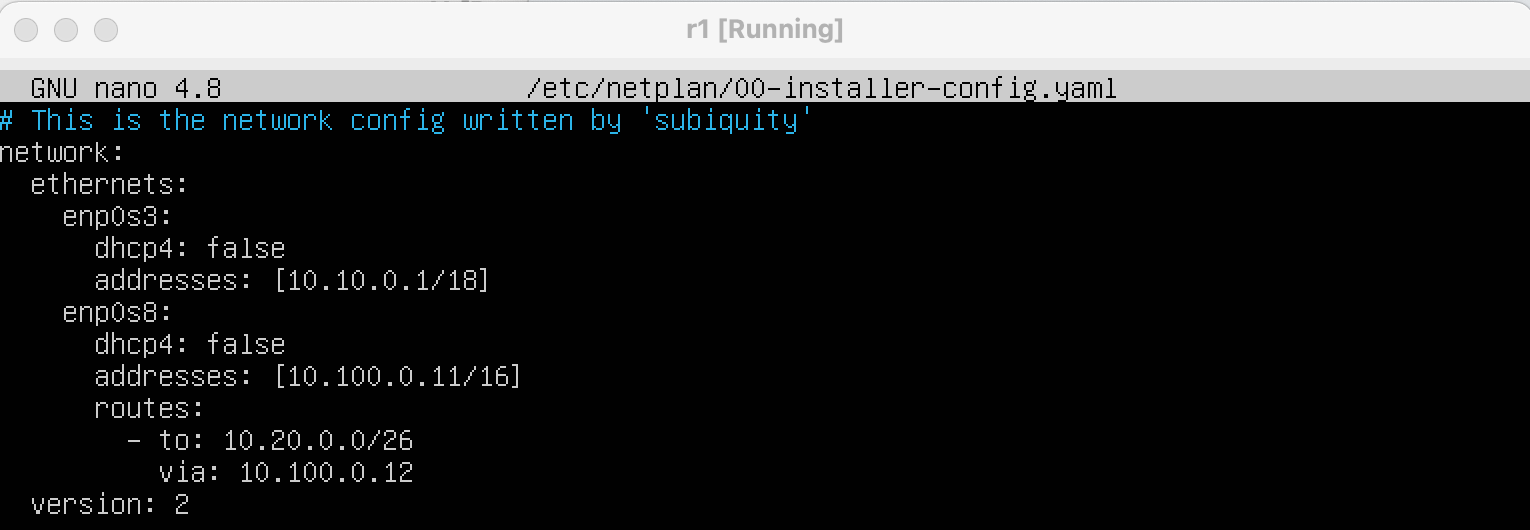 r1 [Running]
GNU nano 4.8 /etc/netplan/00-installer-config.yaml
# This is the network config written by 'subiquity'
network:
  ethernets:
    enp0s3:
      dhcp4: false
      addresses: [10.10.0.1/18]
    enp0s8:
      dhcp4: false
      addresses: [10.100.0.11/16]
      routes:
        - to: 10.20.0.0/26
          via: 10.100.0.12
  version: 2